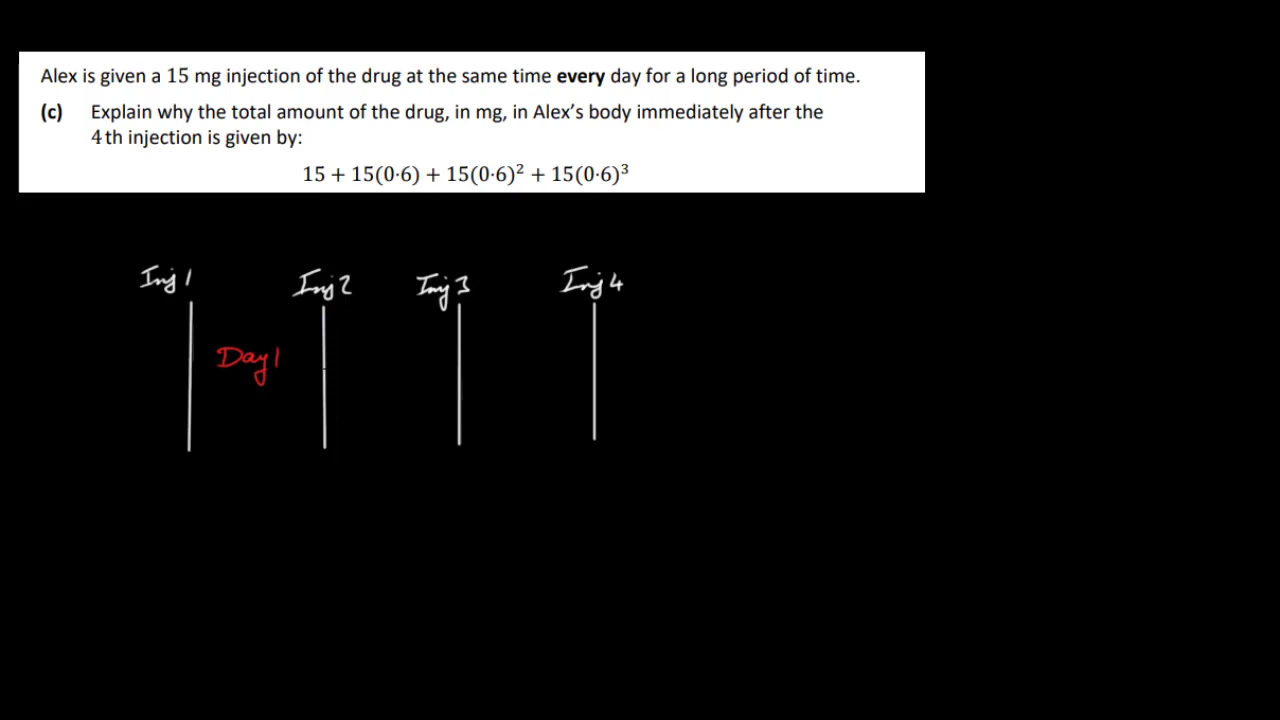 Alex is given a 15 mg injection of the drug at the same time every day for a long period of time.
(c) Explain why the total amount of the drug, in mg, in Alex’s body immediately after the
4 th injection is given by:
15 + 15(0·6) + 15(0·6)² + 15(0·6)³
Inj 1 Inj 2 Inj 3 Inj 4
Day 1